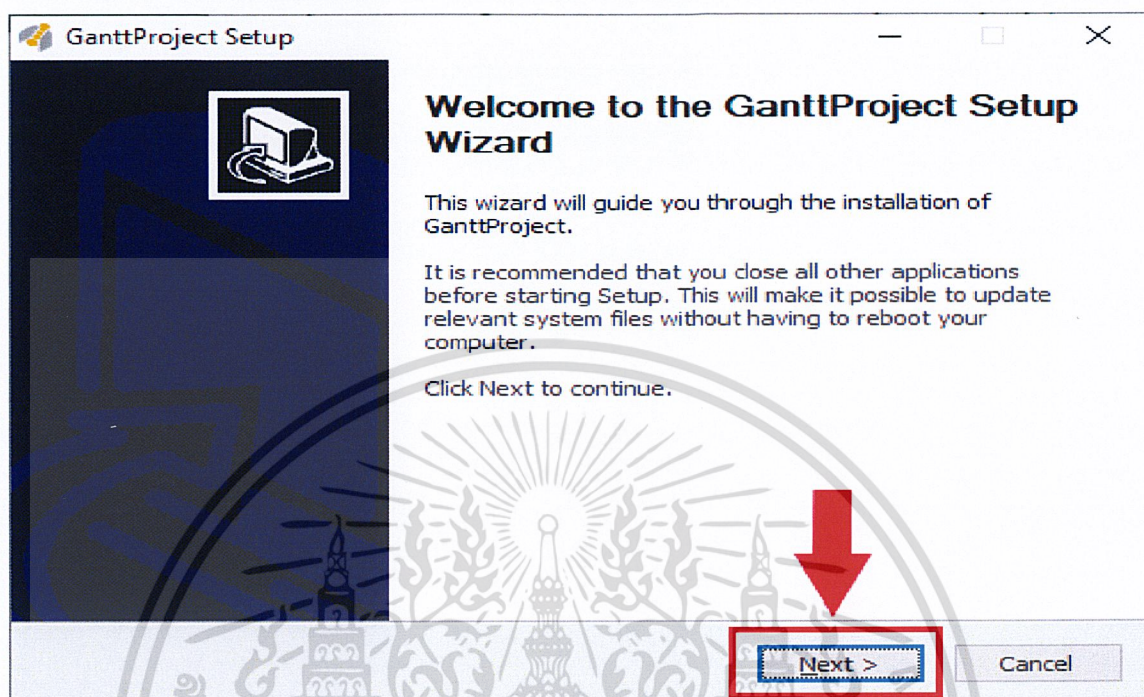 GanttProject Setup
Welcome to the GanttProject Setup
Wizard
This wizard will guide you through the installation of
GanttProject.
It is recommended that you close all other applications
before starting Setup. This will make it possible to update
relevant system files without having to reboot your
computer.
Click Next to continue.
Next >
Cancel